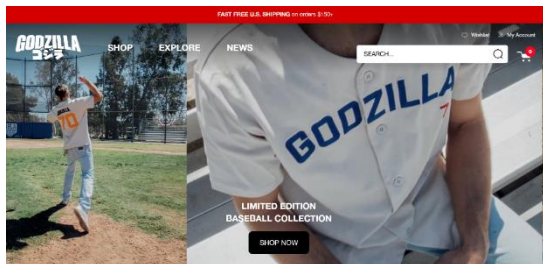 FAST FREE U.S. SHIPPING on orders $150+
Wishlist
My Account
GODZILLA
ゴジラ
SHOP
EXPLORE
NEWS
SEARCH...
0
70
GODZILLA
7
LIMITED EDITION
BASEBALL COLLECTION
SHOP NOW